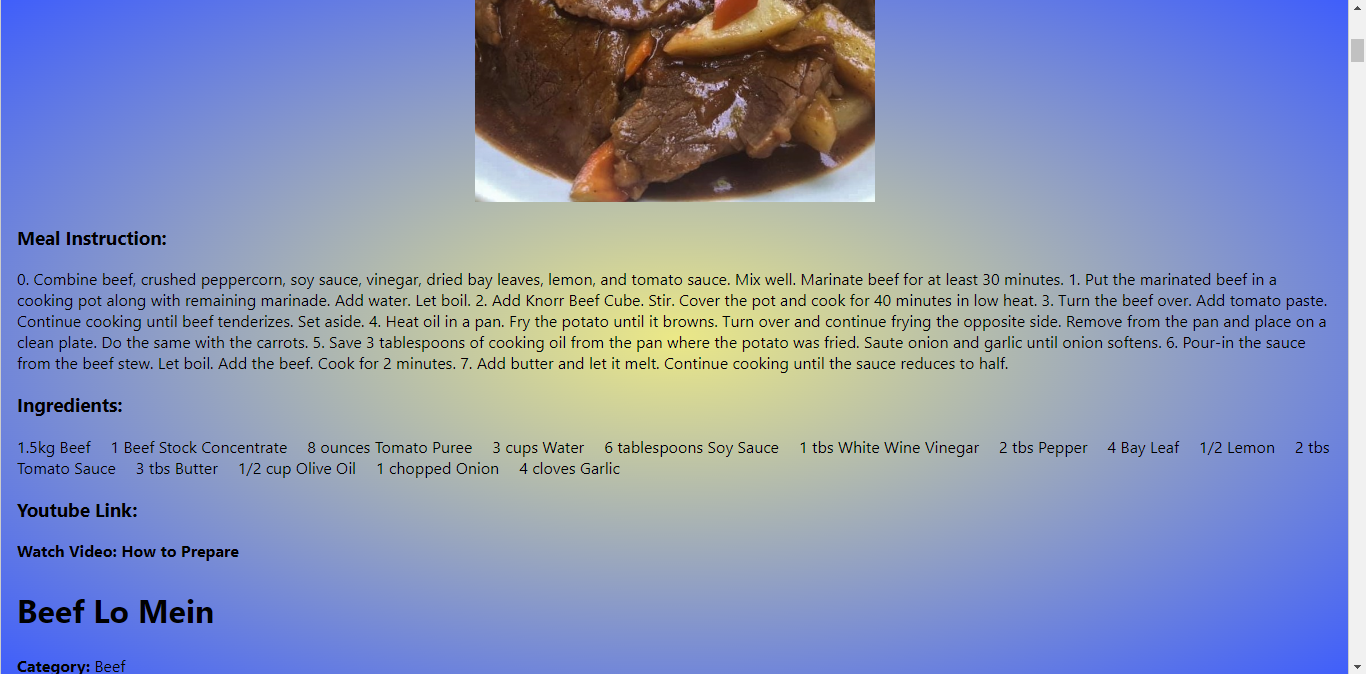 Meal Instruction:
0. Combine beef, crushed peppercorn, soy sauce, vinegar, dried bay leaves, lemon, and tomato sauce. Mix well. Marinate beef for at least 30 minutes. 1. Put the marinated beef in a
cooking pot along with remaining marinade. Add water. Let boil. 2. Add Knorr Beef Cube. Stir. Cover the pot and cook for 40 minutes in low heat. 3. Turn the beef over. Add tomato paste.
Continue cooking until beef tenderizes. Set aside. 4. Heat oil in a pan. Fry the potato until it browns. Turn over and continue frying the opposite side. Remove from the pan and place on a
clean plate. Do the same with the carrots. 5. Save 3 tablespoons of cooking oil from the pan where the potato was fried. Saute onion and garlic until onion softens. 6. Pour-in the sauce
from the beef stew. Let boil. Add the beef. Cook for 2 minutes. 7. Add butter and let it melt. Continue cooking until the sauce reduces to half.
Ingredients:
1.5kg Beef 1 Beef Stock Concentrate 8 ounces Tomato Puree 3 cups Water 6 tablespoons Soy Sauce 1 tbs White Wine Vinegar 2 tbs Pepper 4 Bay Leaf 1/2 Lemon 2 tbs
Tomato Sauce 3 tbs Butter 1/2 cup Olive Oil 1 chopped Onion 4 cloves Garlic
Youtube Link:
Watch Video: How to Prepare
Beef Lo Mein
Category: Beef